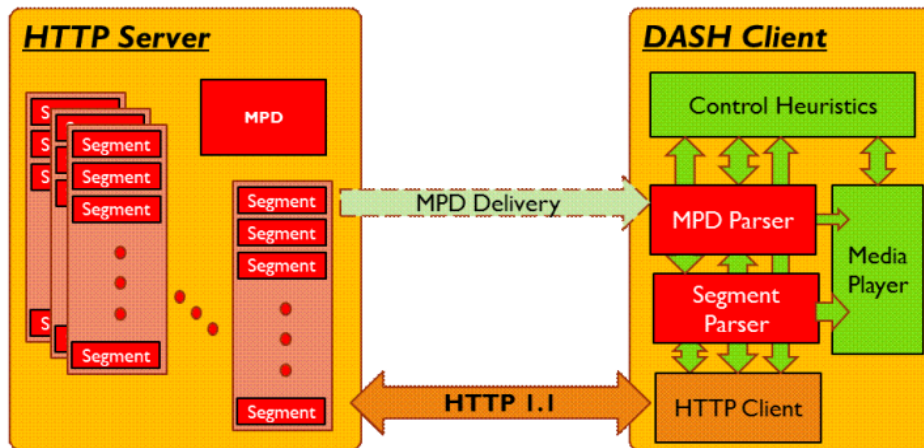 HTTP Server
MPD
Segment
Segment
Segment
Segment
Segment
Segment
Segment
Segment
MPD Delivery
HTTP 1.1
DASH Client
Control Heuristics
MPD Parser
Segment
Parser
Media
Player
HTTP Client